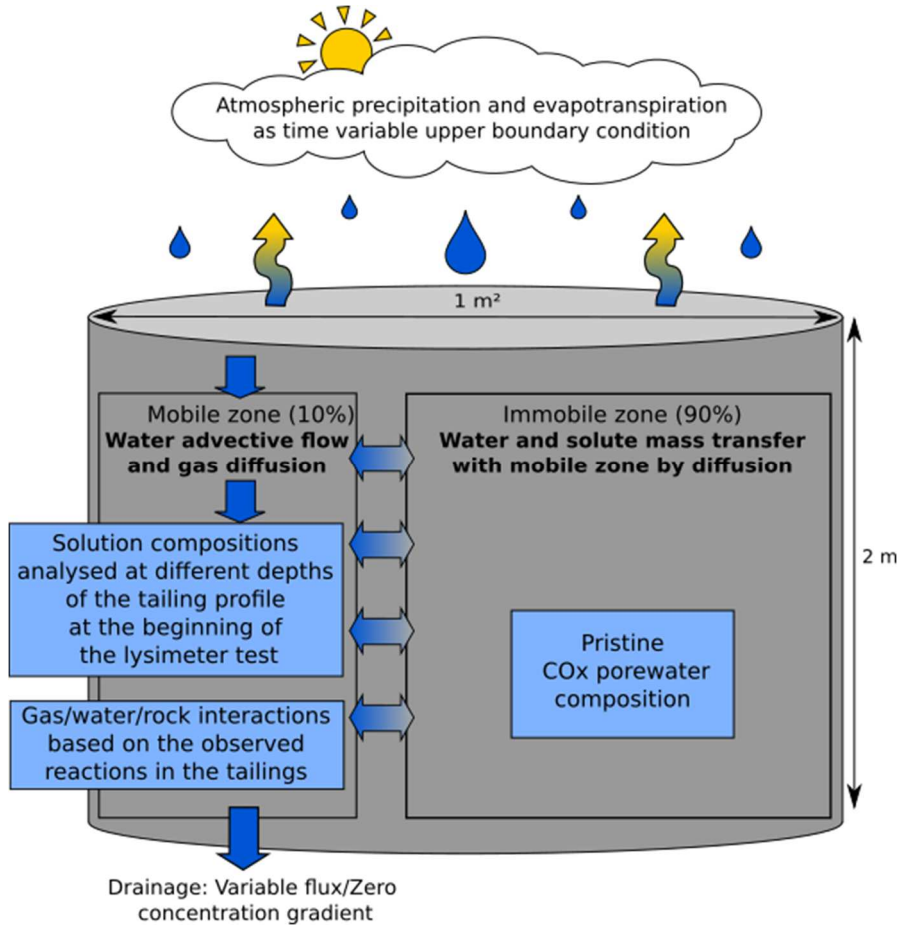 Atmospheric precipitation and evapotranspiration
as time variable upper boundary condition
1 m²
Mobile zone (10%)
Water advective flow
and gas diffusion
Immobile zone (90%)
Water and solute mass transfer
with mobile zone by diffusion
Solution compositions
analysed at different depths
of the tailing profile
at the beginning of
the lysimeter test
2 m
Pristine
COx porewater
composition
Gas/water/rock interactions
based on the observed
reactions in the tailings
Drainage: Variable flux/Zero
concentration gradient